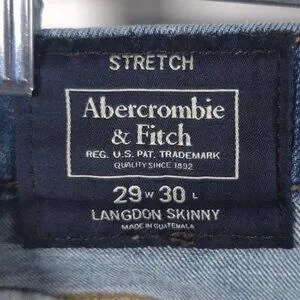 STRETCH
Abercrombie
& Fitch
REG. U.S. PAT. TRADEMARK
QUALITY SINCE 1892
29 W 30 L
LANGDON SKINNY
MADE IN GUATEMALA